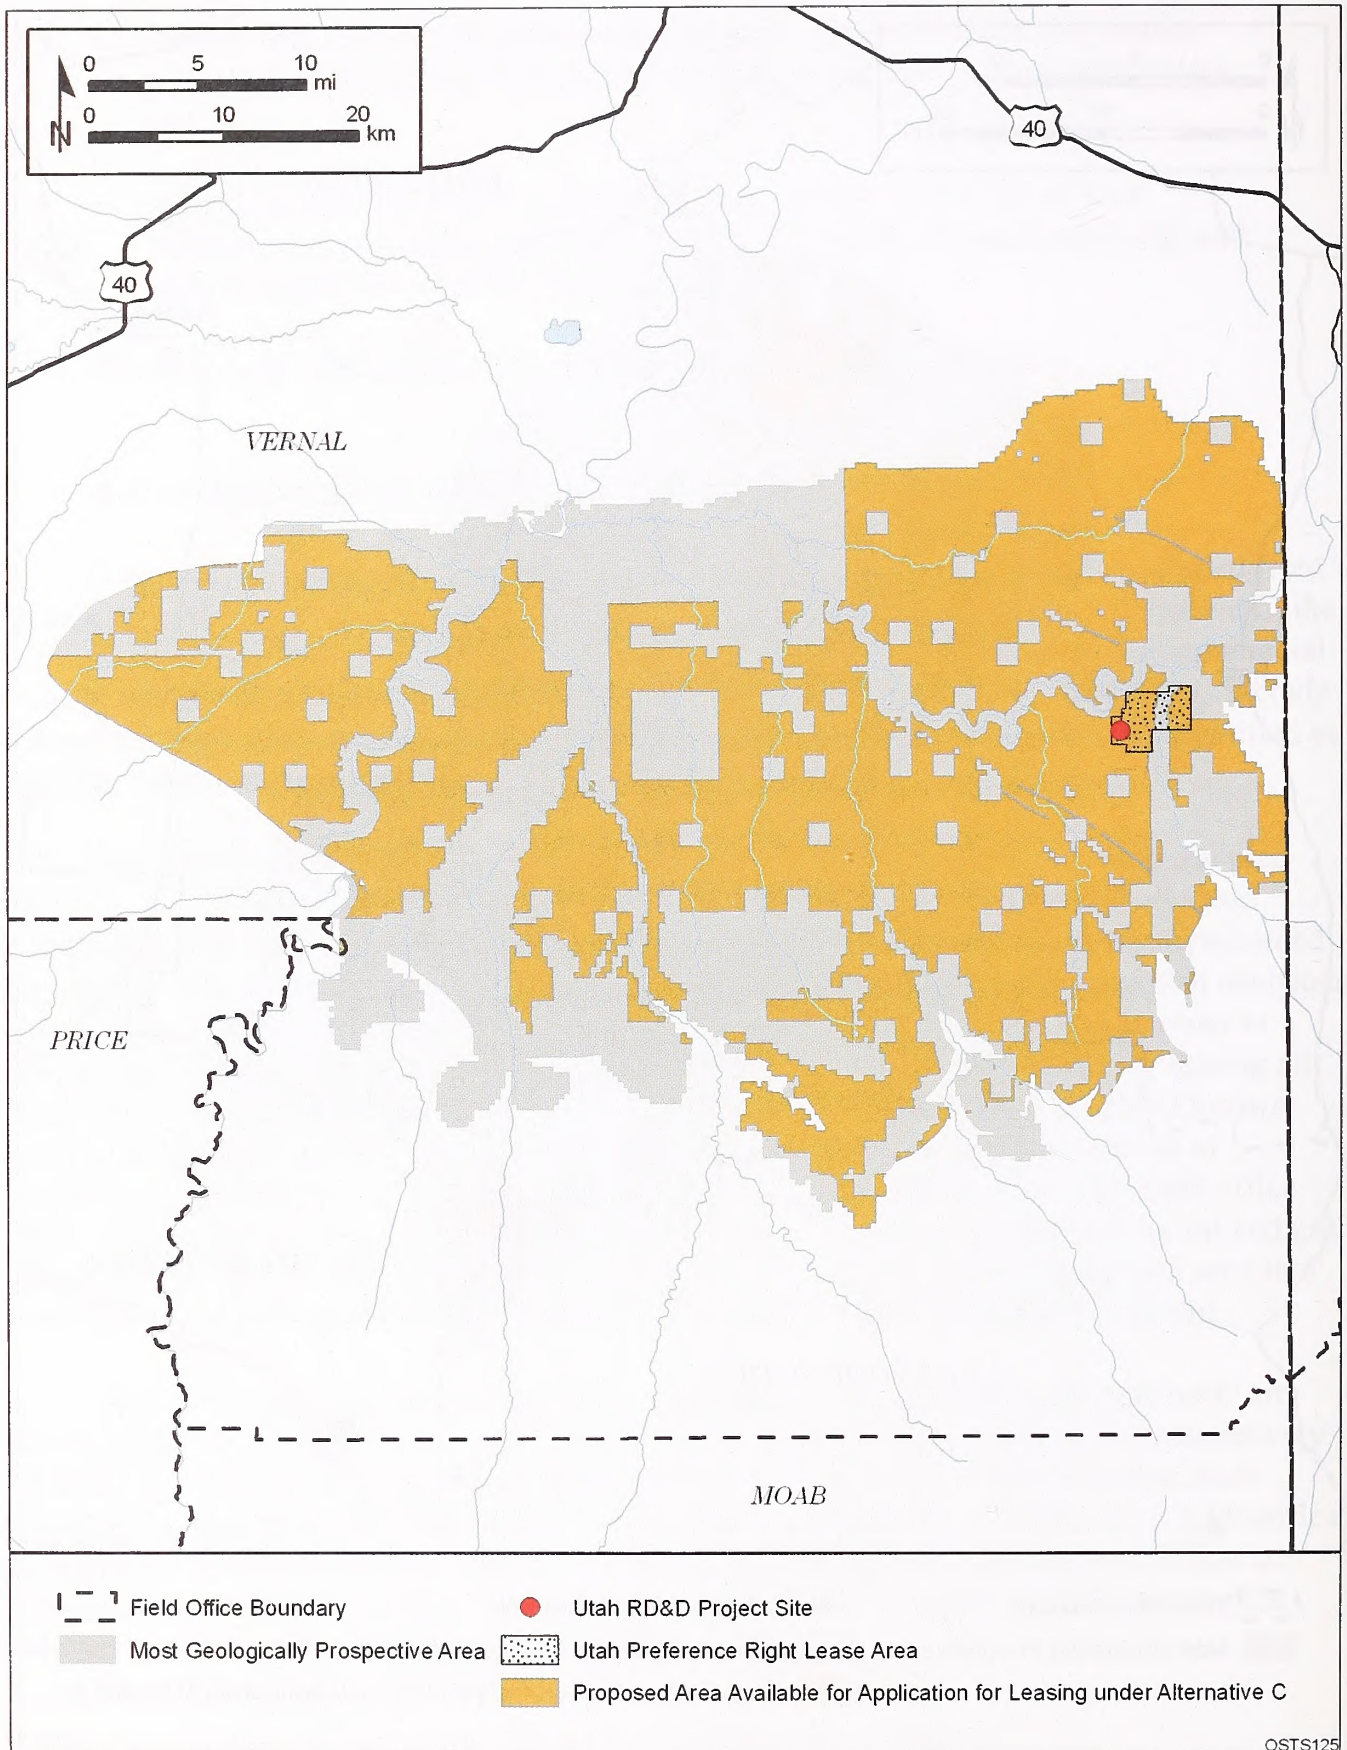 0 5 10
mi
0 10 20
km
N
40
40
VERNAL
PRICE
MOAB
Field Office Boundary
Utah RD&D Project Site
Most Geologically Prospective Area
Utah Preference Right Lease Area
Proposed Area Available for Application for Leasing under Alternative C
OSTS125